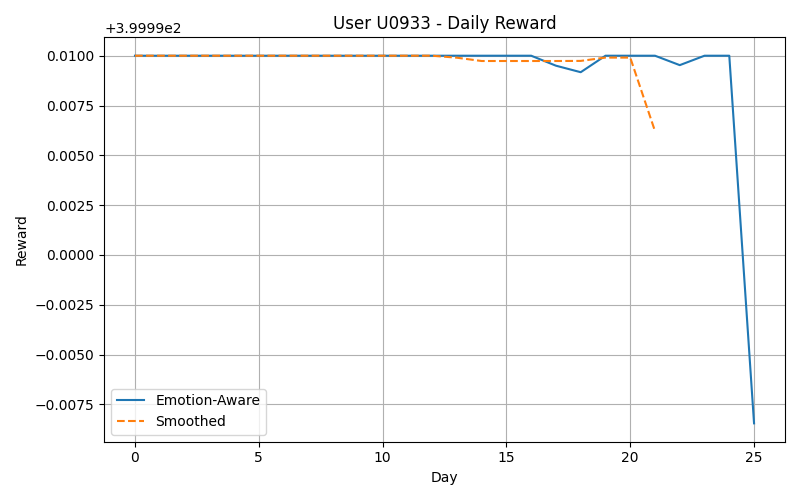 User U0933 - Daily Reward
+3.9999e2
0.0100
0.0075
0.0050
0.0025
0.0000
−0.0025
−0.0050
−0.0075
Reward
Emotion-Aware
Smoothed
0 5 10 15 20 25
Day